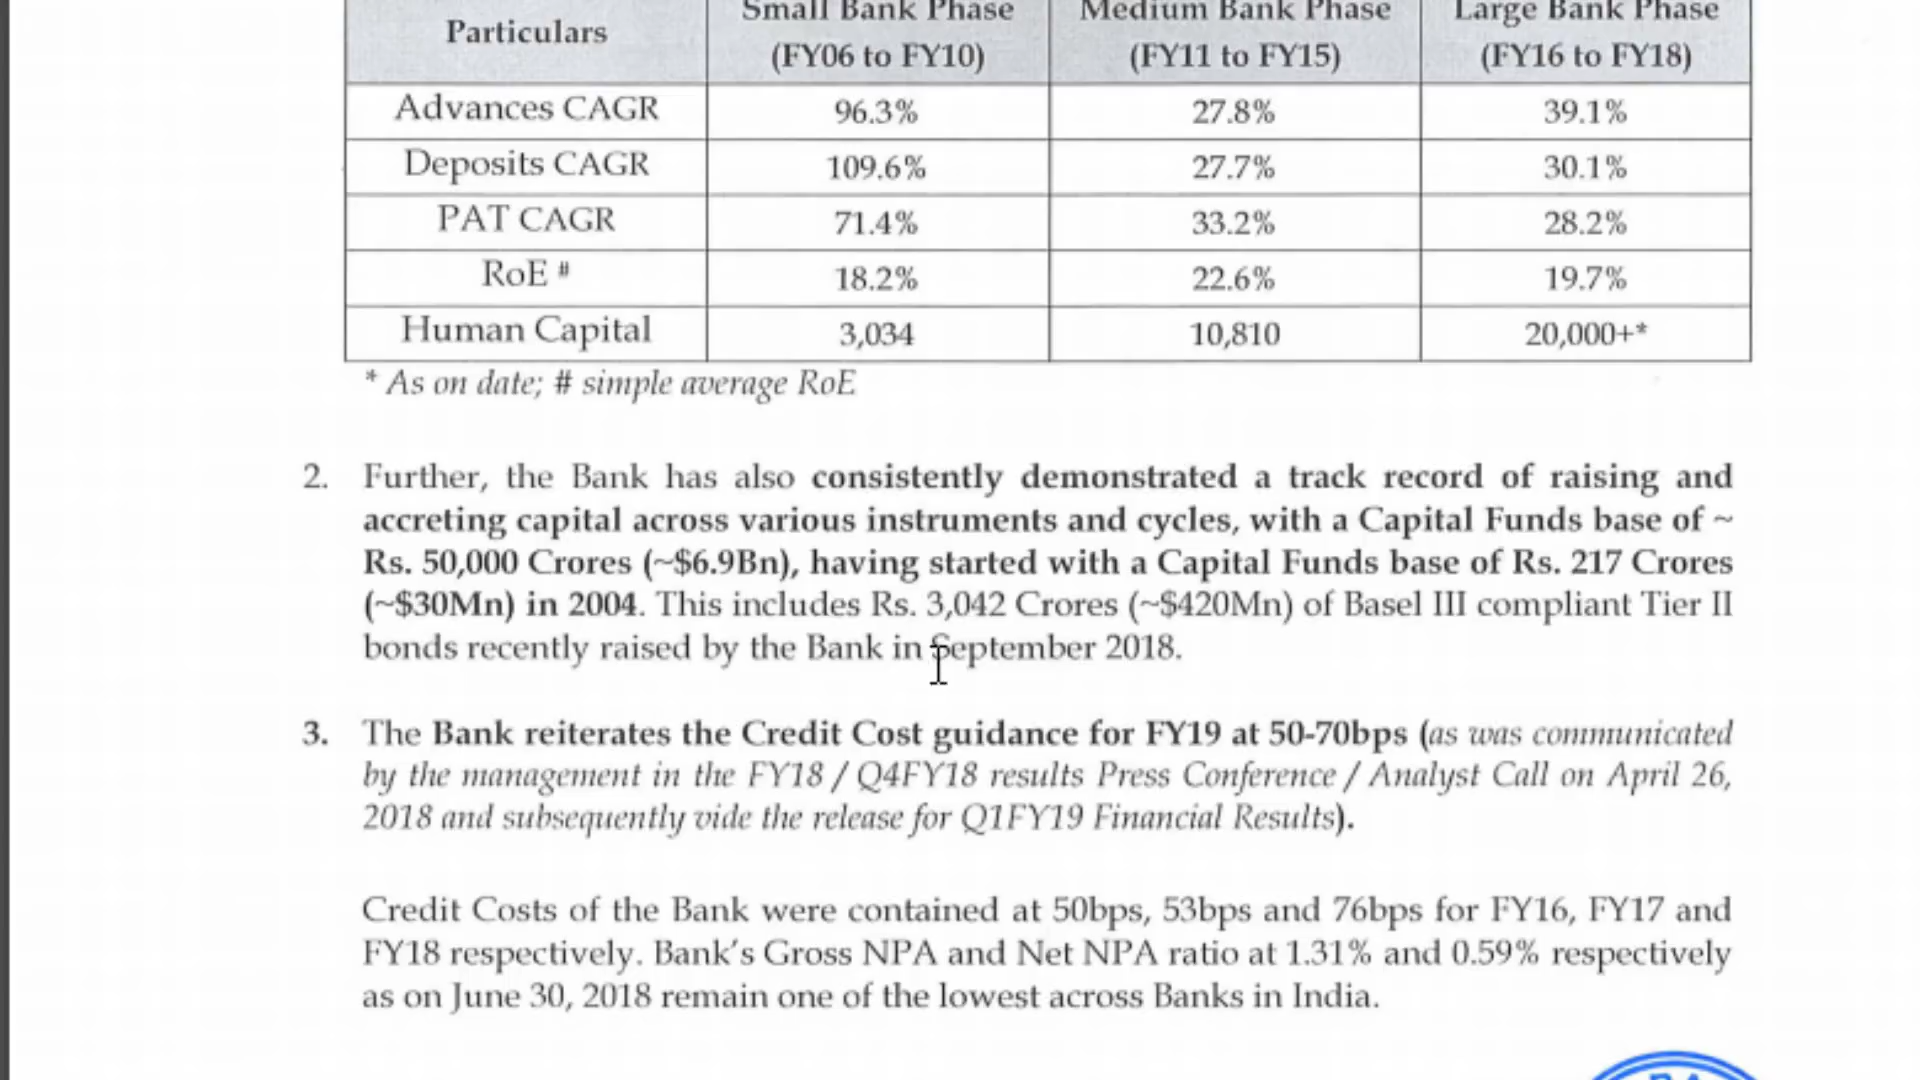 Particulars
Small Bank Phase
(FY06 to FY10)
Medium Bank Phase
(FY11 to FY15)
Large Bank Phase
(FY16 to FY18)
Advances CAGR 96.3% 27.8% 39.1%
Deposits CAGR 109.6% 27.7% 30.1%
PAT CAGR 71.4% 33.2% 28.2%
RoE # 18.2% 22.6% 19.7%
Human Capital 3,034 10,810 20,000+*
* As on date; # simple average RoE
2. Further, the Bank has also consistently demonstrated a track record of raising and
accreting capital across various instruments and cycles, with a Capital Funds base of ~
Rs. 50,000 Crores (~$6.9Bn), having started with a Capital Funds base of Rs. 217 Crores
(~$30Mn) in 2004. This includes Rs. 3,042 Crores (~$420Mn) of Basel III compliant Tier II
bonds recently raised by the Bank in September 2018.
3. The Bank reiterates the Credit Cost guidance for FY19 at 50-70bps (as was communicated
by the management in the FY18 / Q4FY18 results Press Conference / Analyst Call on April 26,
2018 and subsequently vide the release for Q1FY19 Financial Results).
Credit Costs of the Bank were contained at 50bps, 53bps and 76bps for FY16, FY17 and
FY18 respectively. Bank's Gross NPA and Net NPA ratio at 1.31% and 0.59% respectively
as on June 30, 2018 remain one of the lowest across Banks in India.